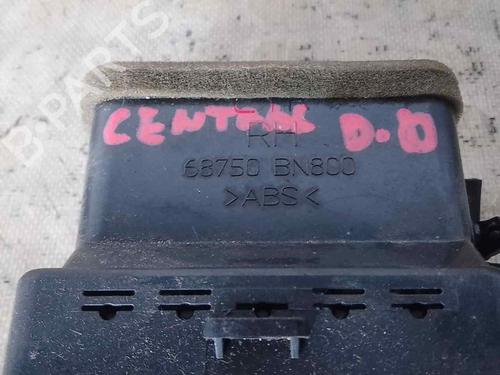 B-PARTS
CENTRAL D.O
RH
68750 BN800
>ABS<